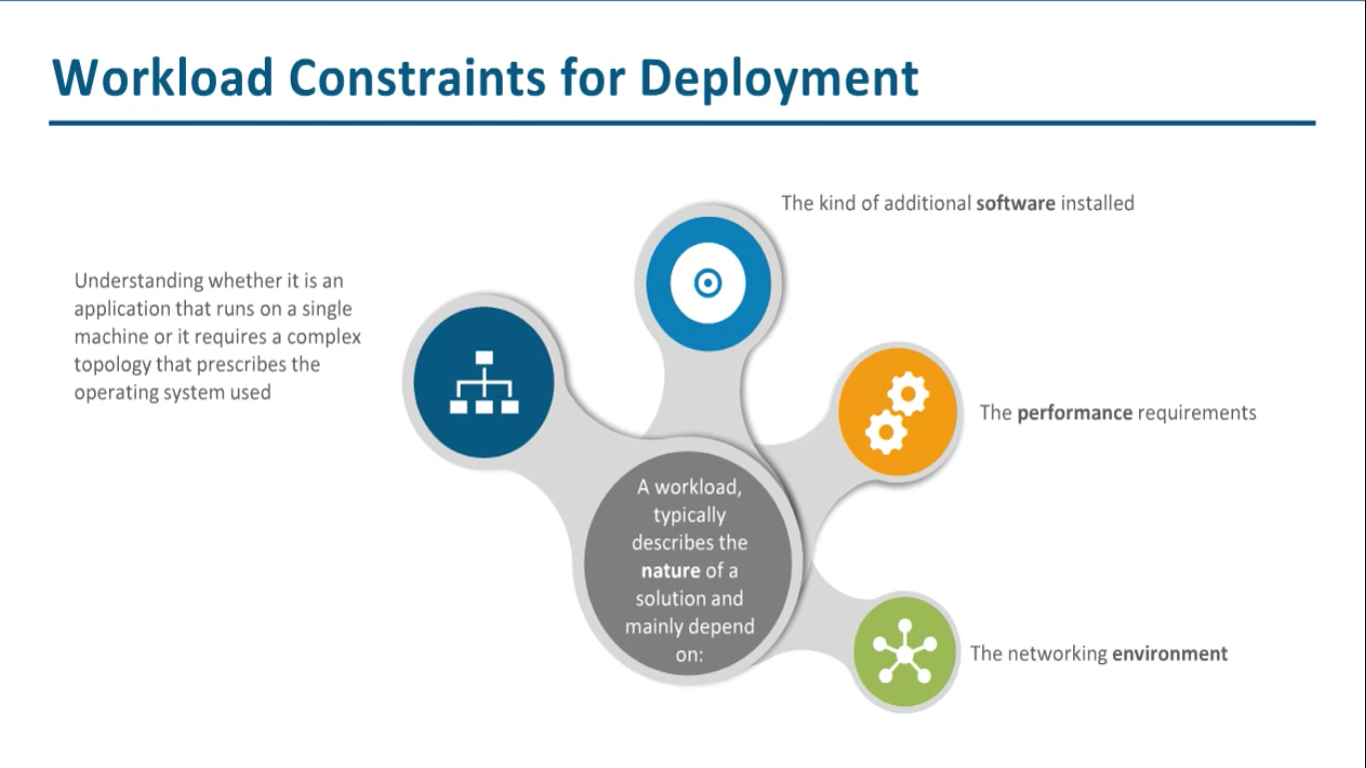 Workload Constraints for Deployment
The kind of additional software installed
Understanding whether it is an
application that runs on a single
machine or it requires a complex
topology that prescribes the
operating system used
The performance requirements
A workload,
typically
describes the
nature of a
solution and
mainly depend
on:
The networking environment